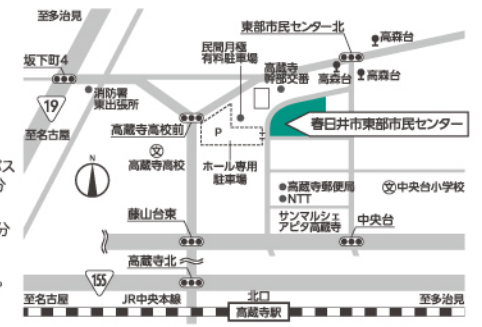 至多治見
東部市民センター北
高森台
民間月極
有料駐車場
坂下町4
高蔵寺
幹部交番
高森台
高森台
消防署
東出張所
19
春日井市東部市民センター
至名古屋
高蔵寺高校前
P
N
文
高蔵寺高校
ホール専用
駐車場
バス
分
高蔵寺郵便局
NTT
文中央台小学校
サンマルシェ
アピタ高蔵寺
藤山台東
中央台
分
高蔵寺北
155
。
至名古屋
JR中央本線
北口
至多治見
高蔵寺駅